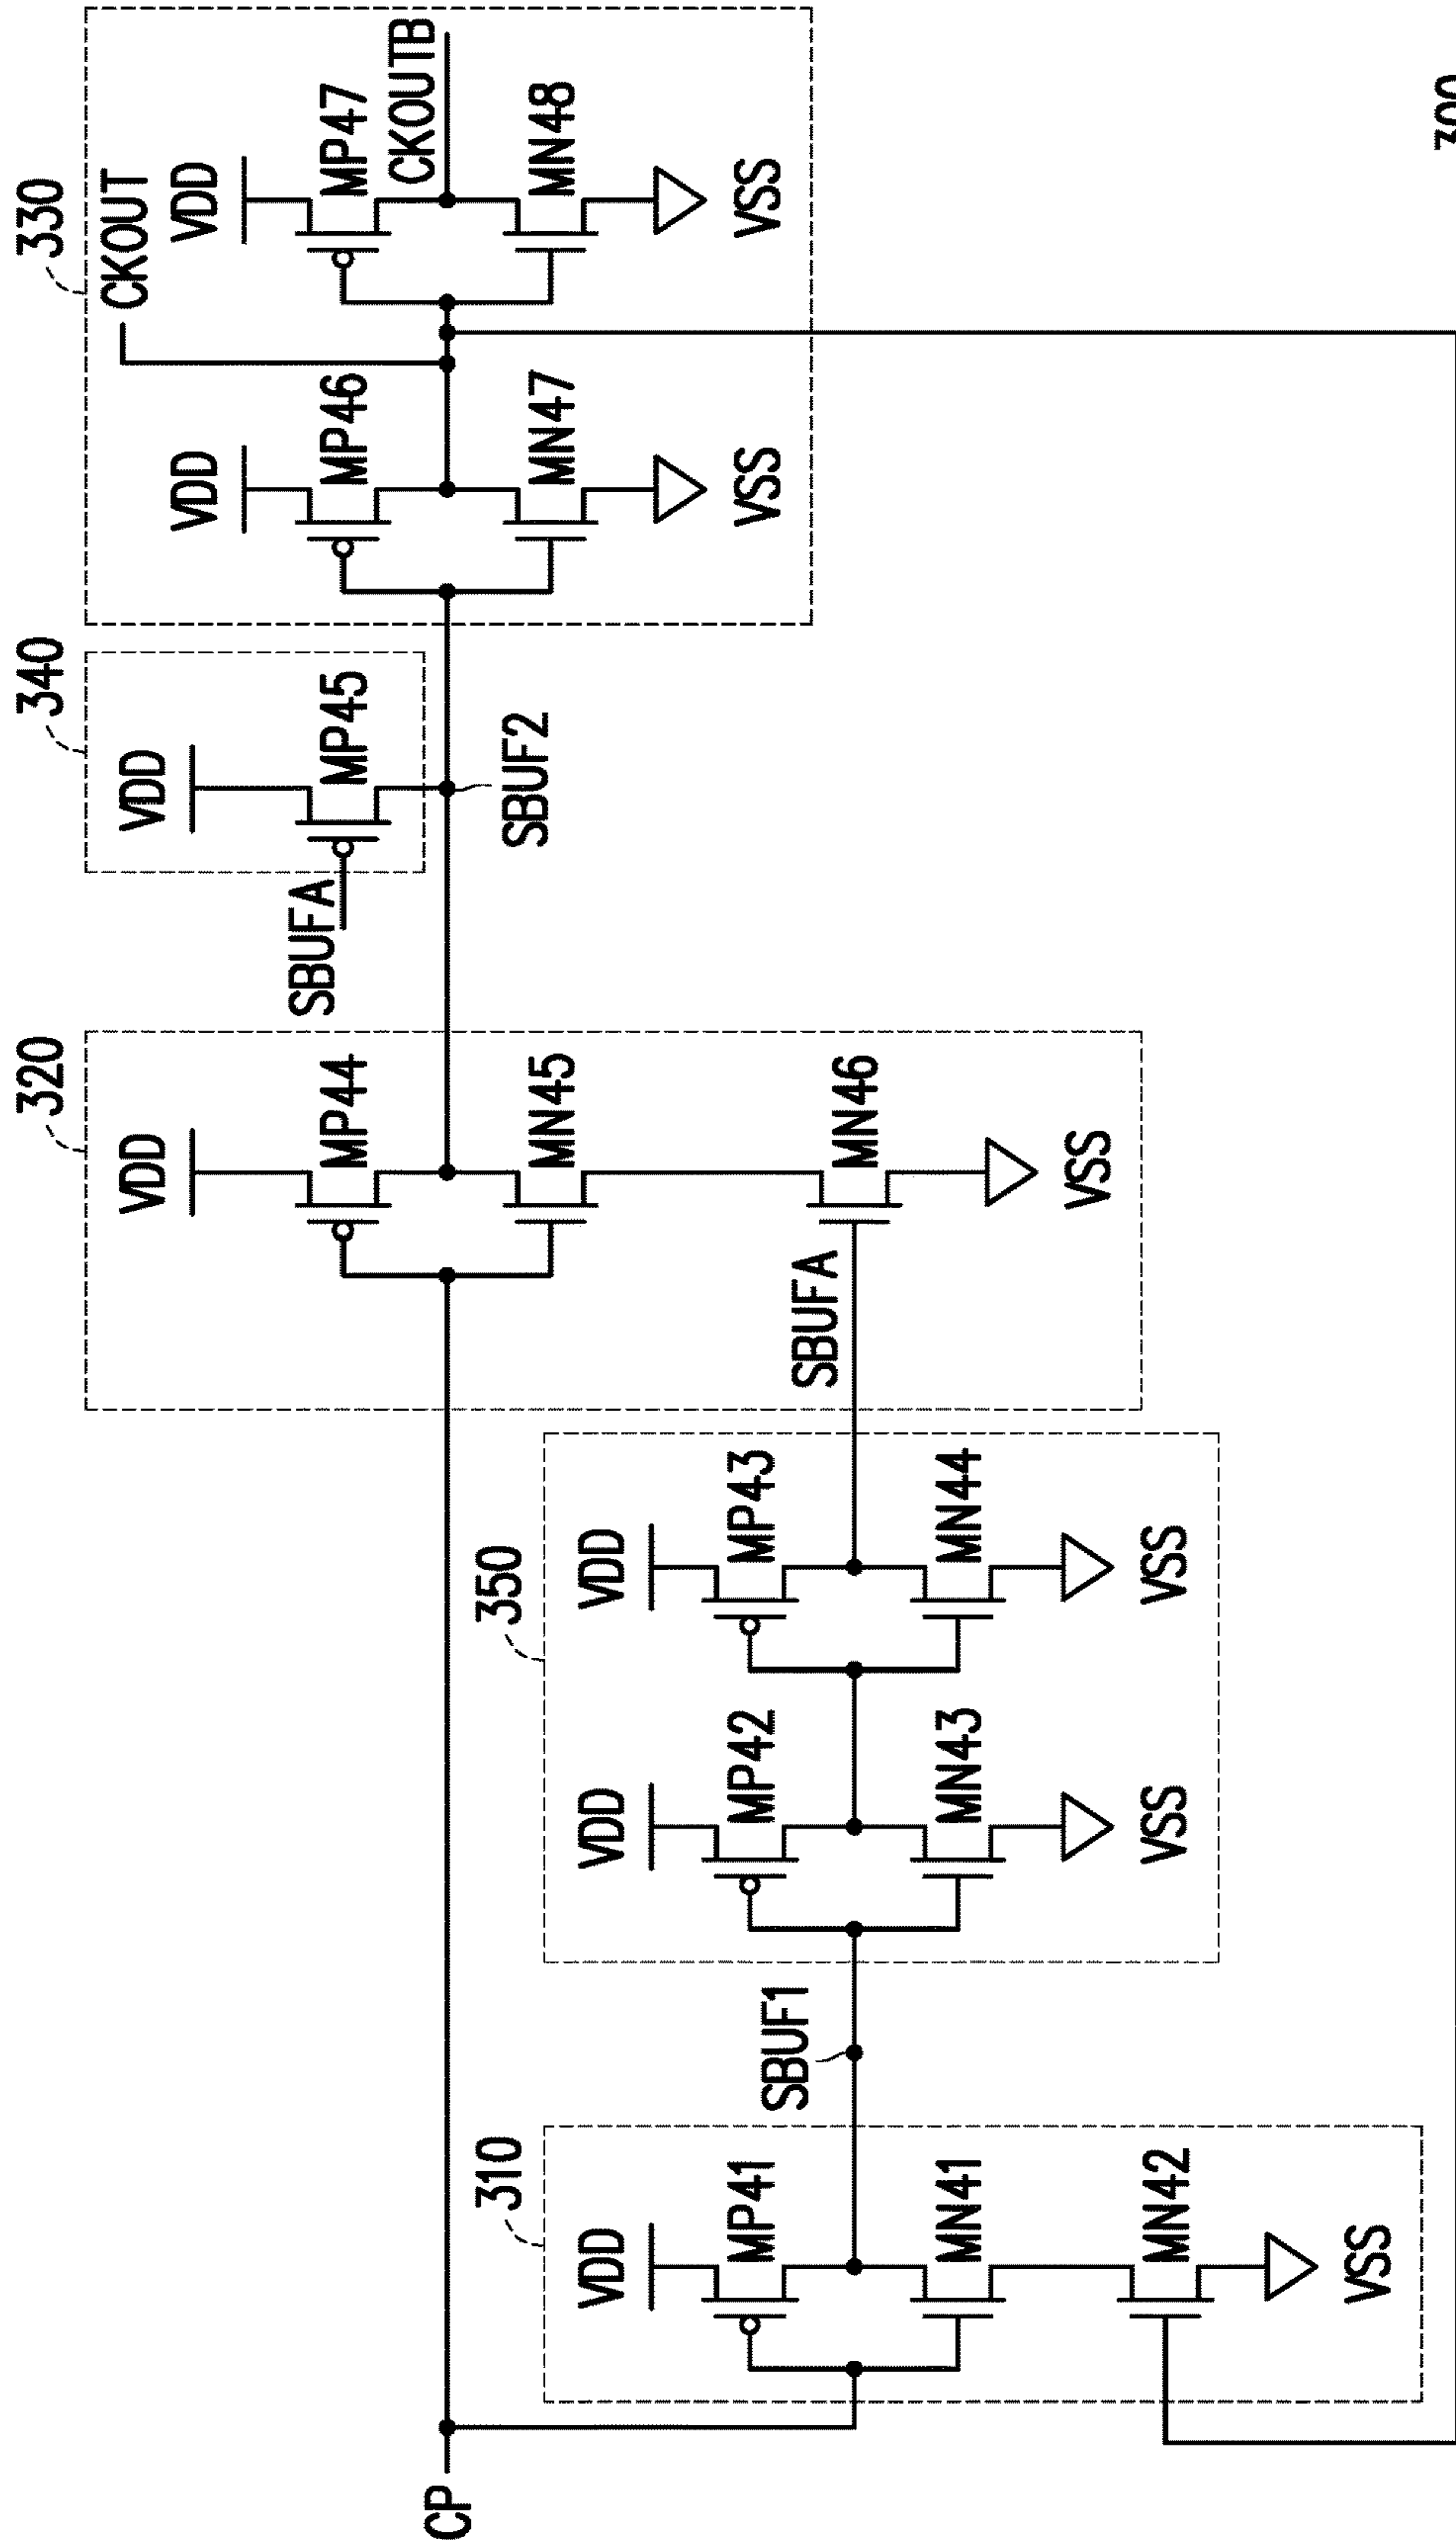 330
CKOUT
VDD
MP47
CKOUTB
MN48
VSS
VDD
MP46
MN47
VSS
340
VDD
MP45
SBUFA
SBUF2
320
VDD
MP44
MN45
MN46
SBUFA
VSS
350
VDD
MP43
MN44
VSS
VDD
MP42
MN43
VSS
SBUF1
310
VDD
MP41
MN41
MN42
VSS
CP
300